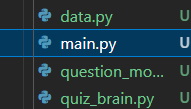 data.py U
main.py U
question_mo... U
quiz_brain.py U